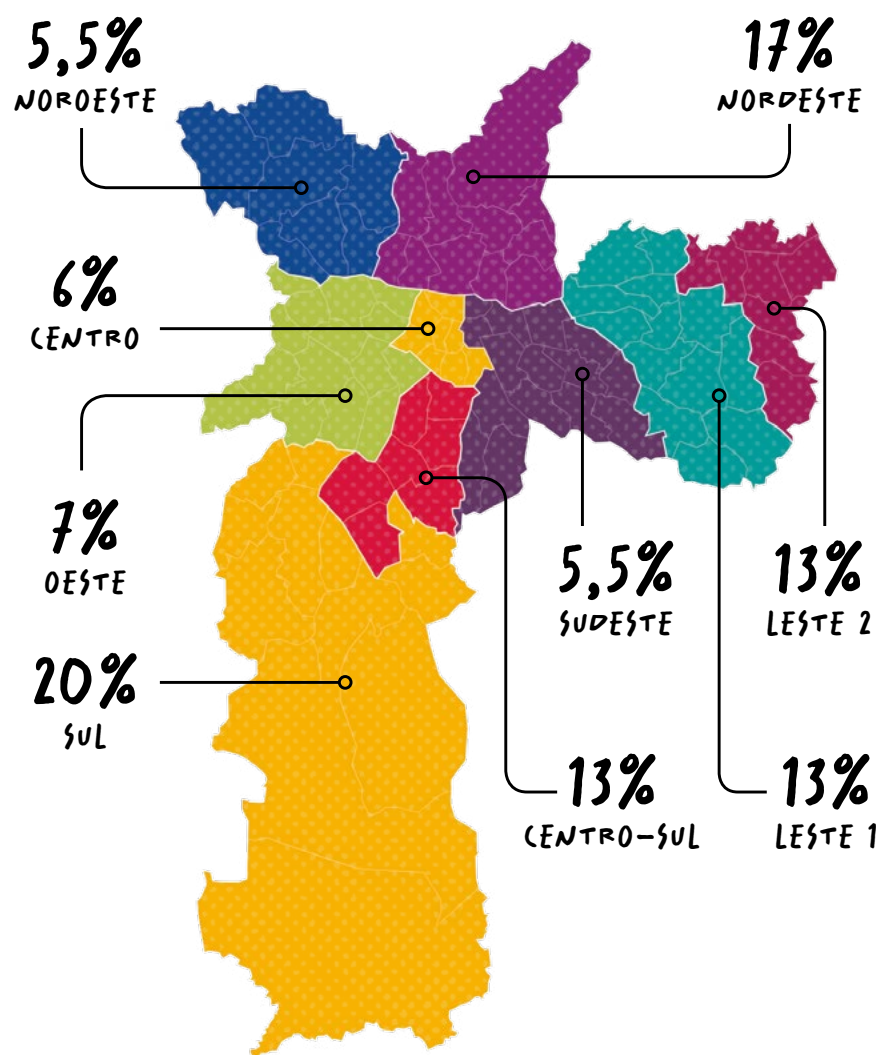 5,5%
NOROESTE
17%
NORDESTE
6%
CENTRO
7%
OESTE
5,5%
SUDESTE
13%
LESTE 2
20%
SUL
13%
CENTRO-SUL
13%
LESTE 1